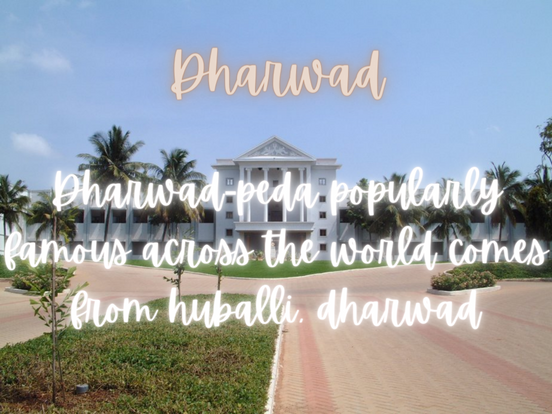 Dharwad
Dharwad-peda popularly
famous across the world comes
from huballi. dharwad